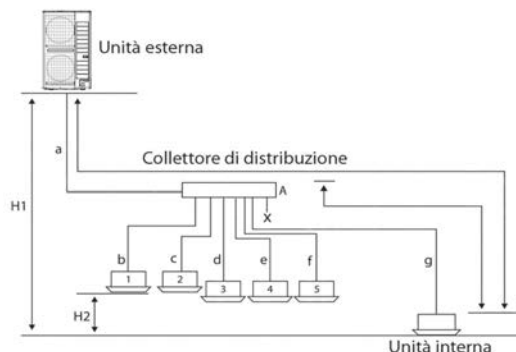 Unità esterna
a
Collettore di distribuzione
H1
A
X
b
c
d
e
f
g
1
2
3
4
5
H2
Unità interna